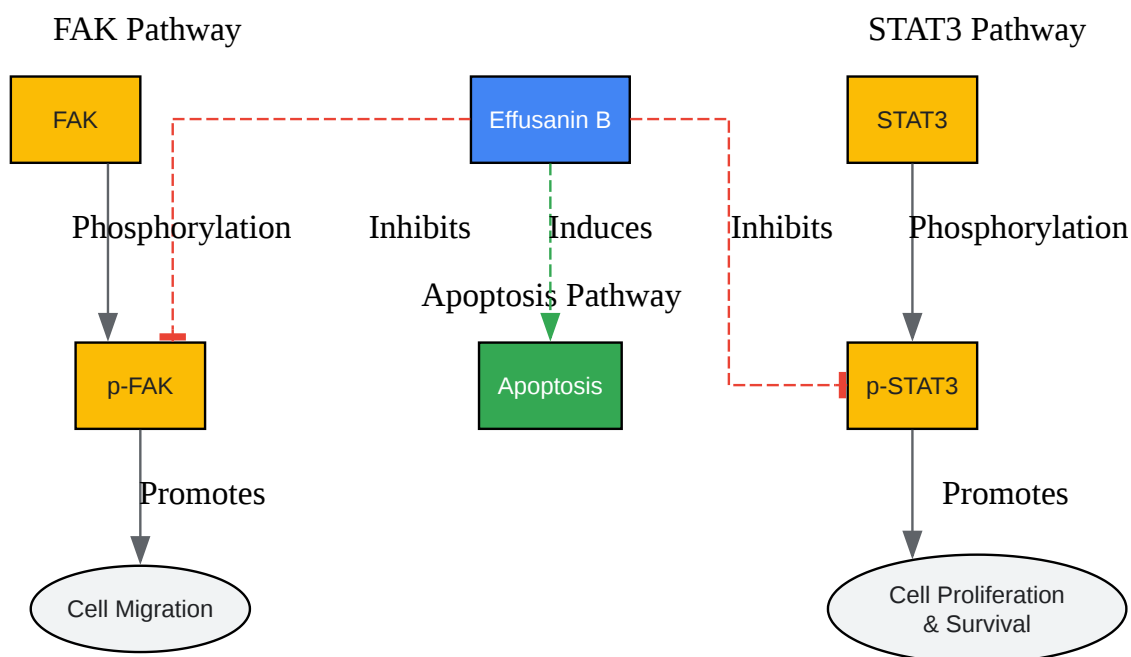 FAK Pathway
STAT3 Pathway
FAK
Effusanin B
STAT3
Phosphorylation
Inhibits
Induces
Inhibits
Phosphorylation
Apoptosis Pathway
p-FAK
Apoptosis
p-STAT3
Promotes
Promotes
Cell Migration
Cell Proliferation
& Survival